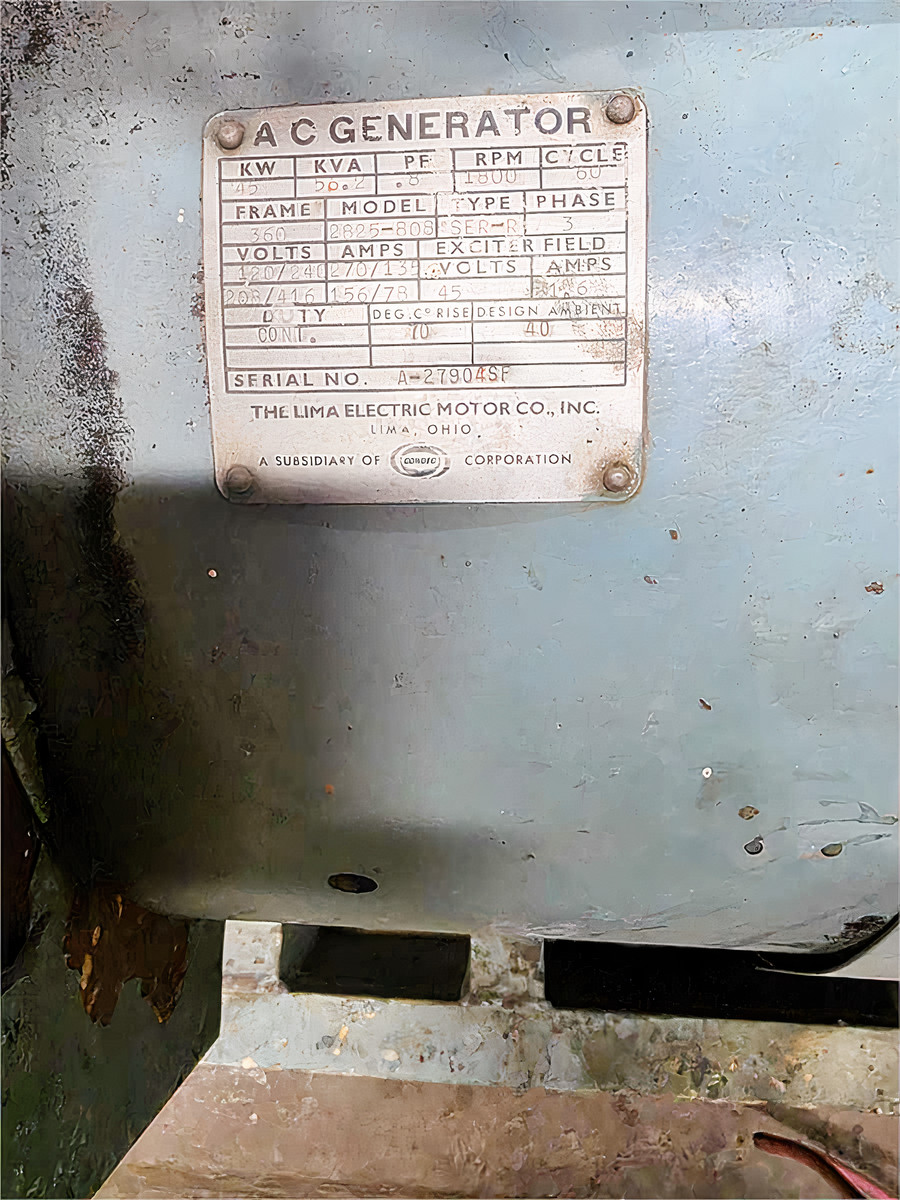 AC GENERATOR
KW KVA PF RPM CYCLE
45 56.2 .8 1800 60
FRAME MODEL TYPE PHASE
360 2825-808 SER-R 3
VOLTS AMPS EXCITER FIELD
120/240 270/135 VOLTS AMPS
208/416 156/78 45
DUTY DEG.C° RISE DESIGN AMBIENT
CONT. 70 40
SERIAL NO. A-27904SF
THE LIMA ELECTRIC MOTOR CO., INC.
LIMA, OHIO
A SUBSIDIARY OF CONDEC CORPORATION